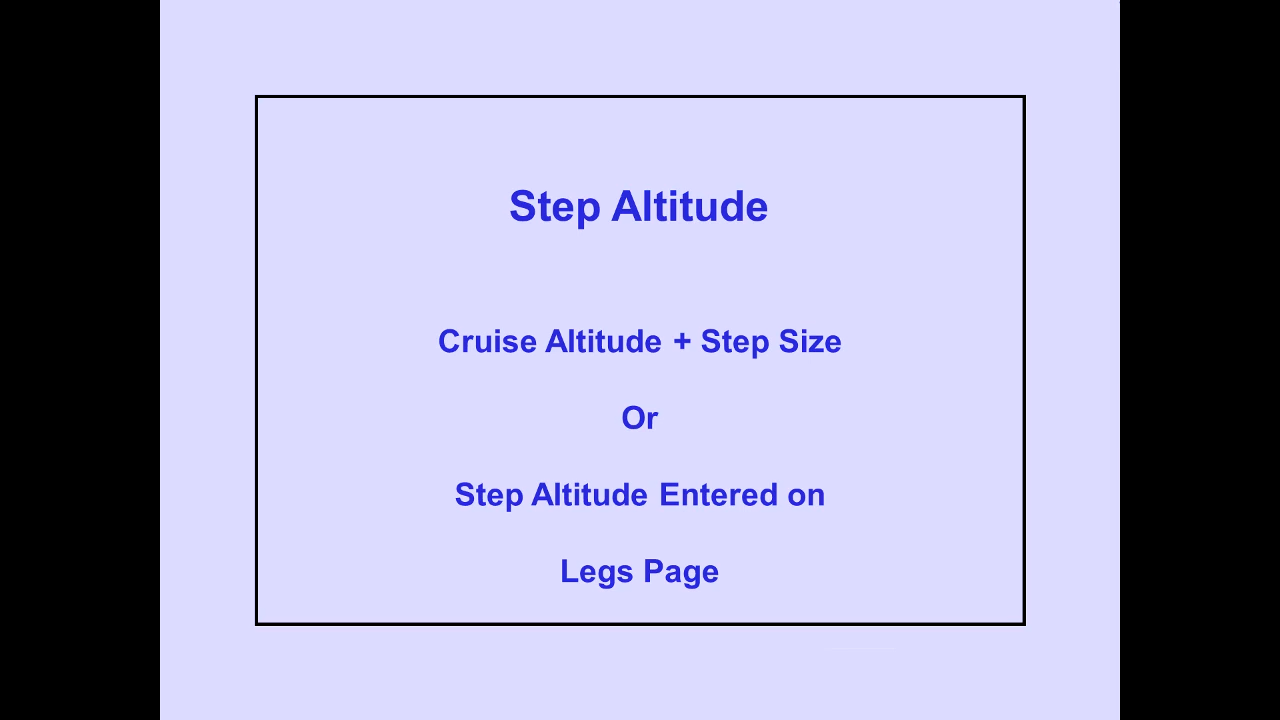 Step Altitude
Cruise Altitude + Step Size
Or
Step Altitude Entered on
Legs Page